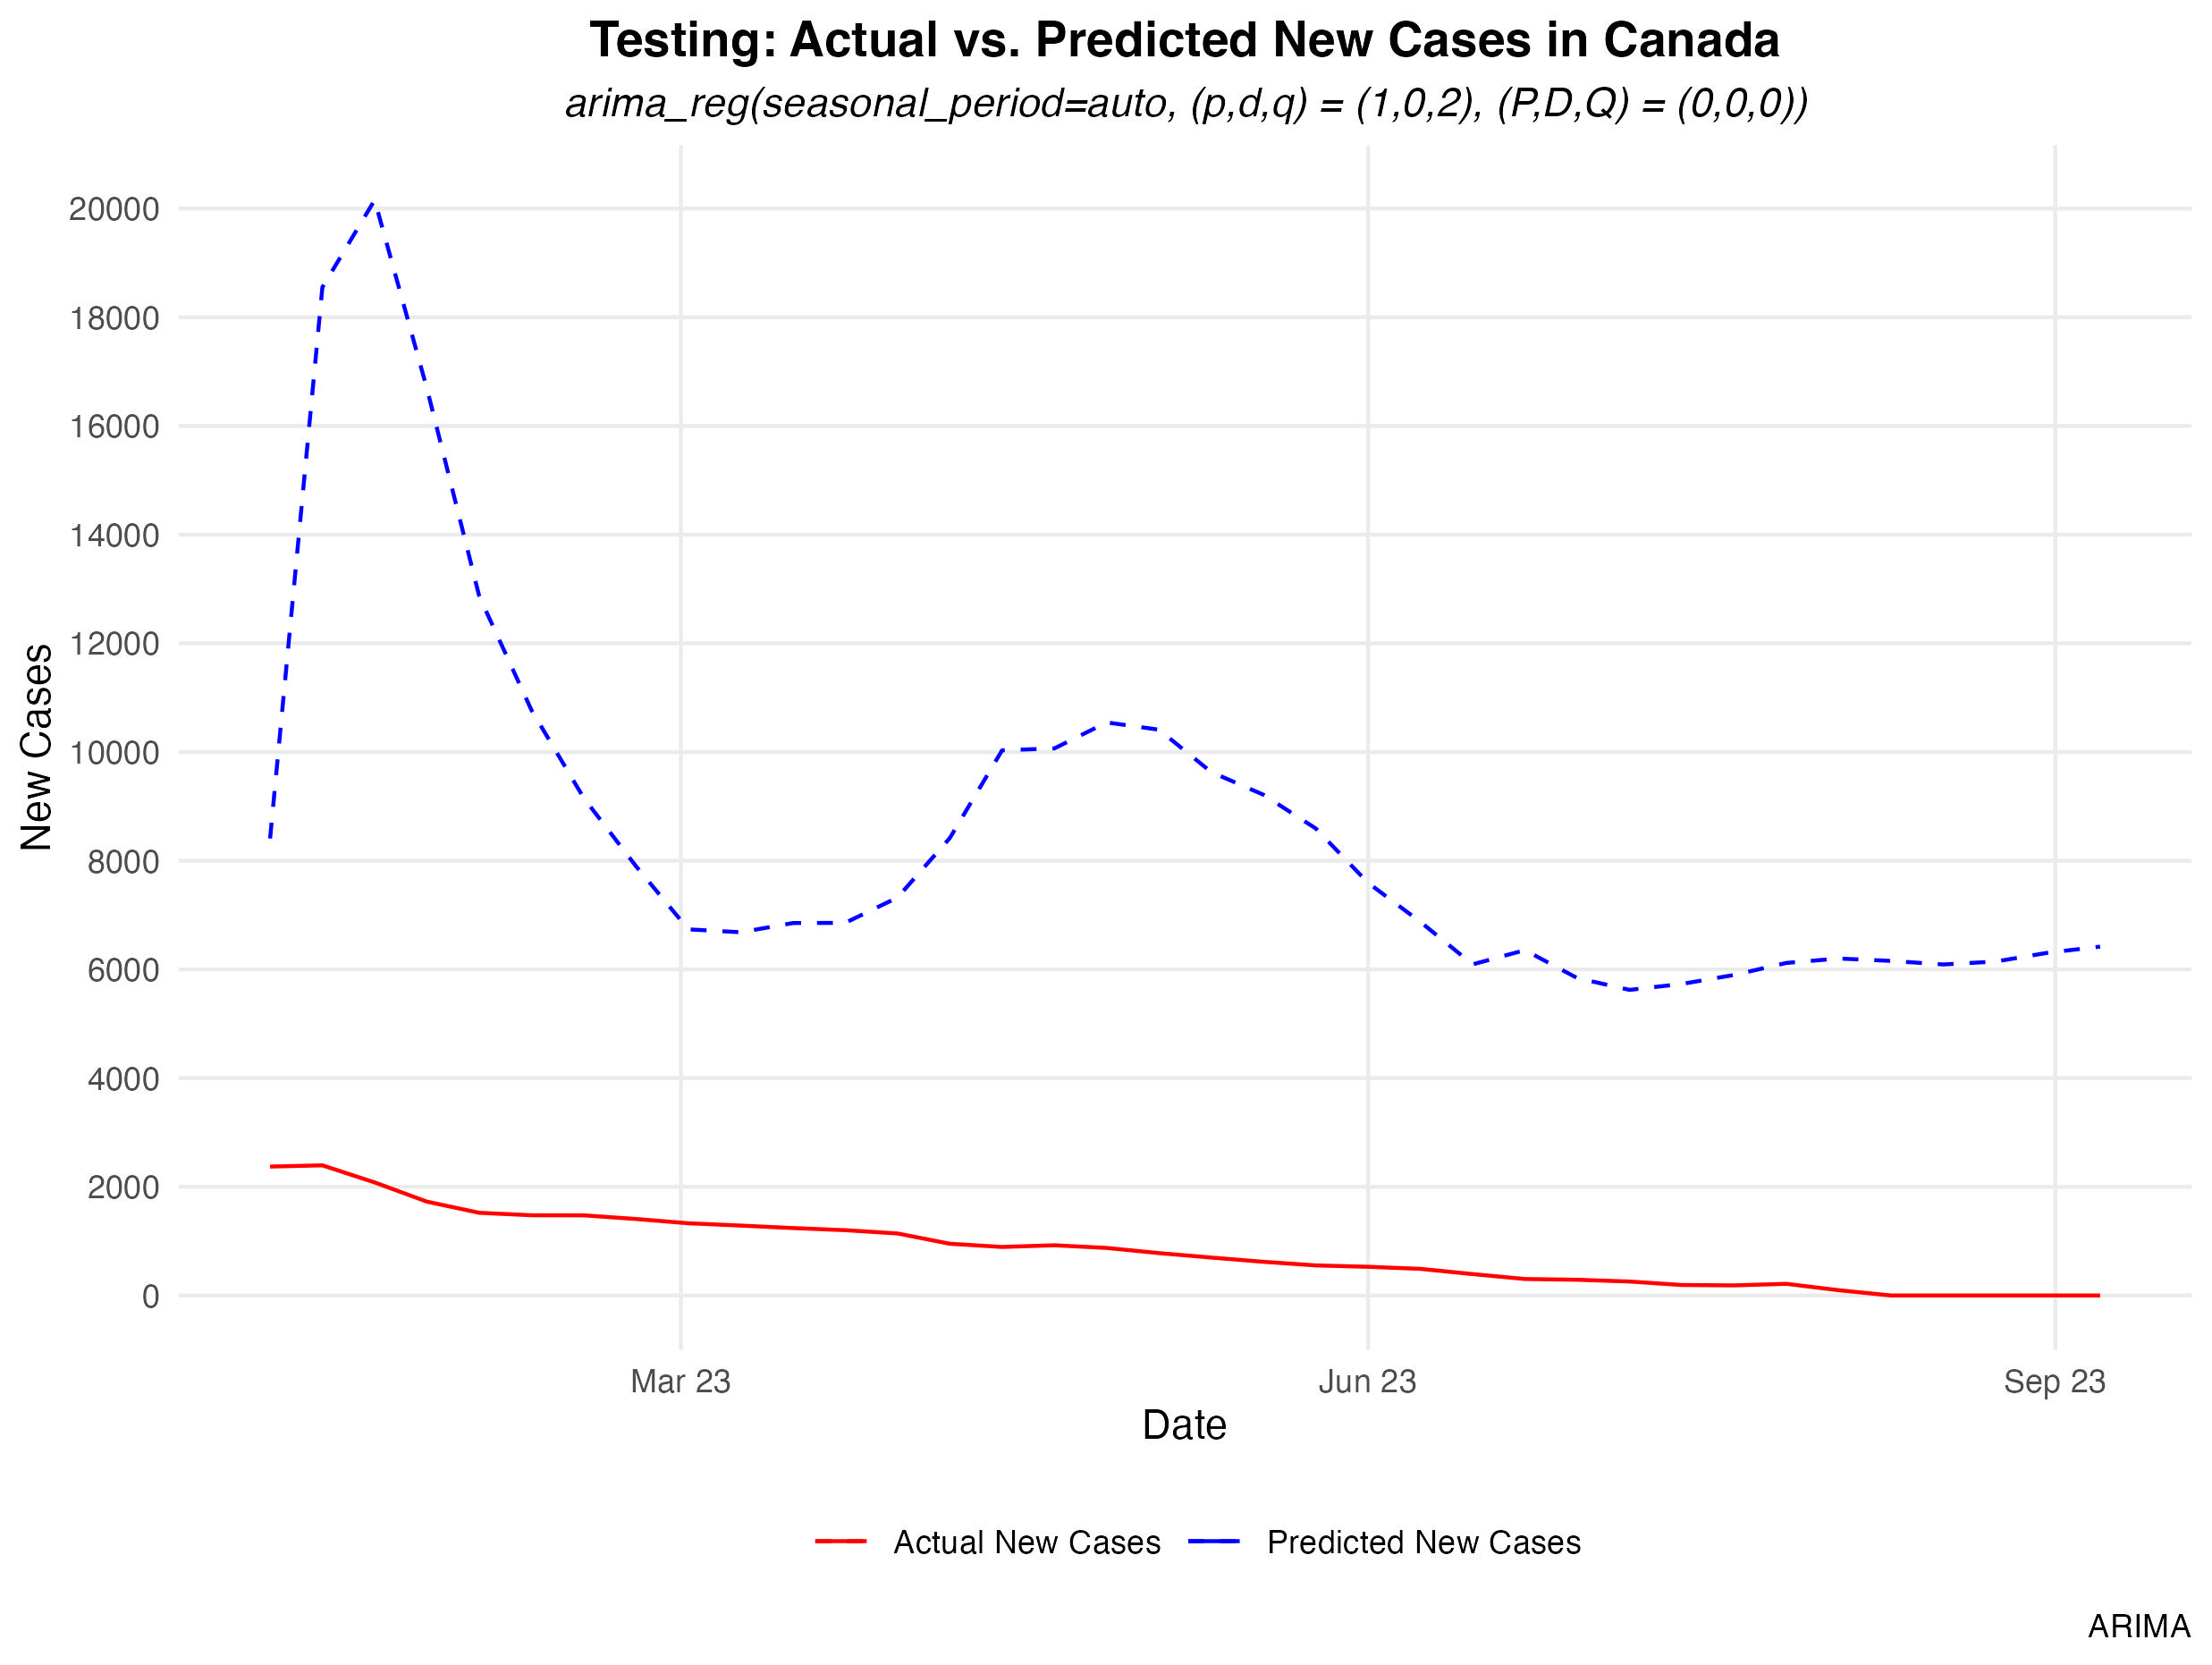 Testing: Actual vs. Predicted New Cases in Canada
arima_reg(seasonal_period=auto, (p,d,q) = (1,0,2), (P,D,Q) = (0,0,0))
New Cases
20000
18000
16000
14000
12000
10000
8000
6000
4000
2000
0
Mar 23 Jun 23 Sep 23
Date
Actual New Cases Predicted New Cases
ARIMA